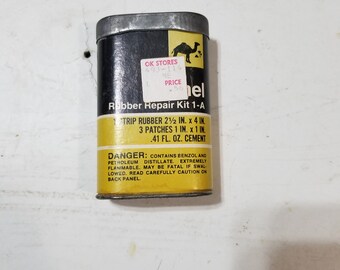 OK STORES
PRICE
mel
Rubber Repair Kit 1-A
STRIP RUBBER 2½ IN. x 4 IN.
3 PATCHES 1 IN x 1 IN.
.41 FL. OZ. CEMENT
DANGER: CONTAINS BENZOL AND
PETROLEUM DISTILLATE. EXTREMELY
FLAMMABLE. MAY BE FATAL IF SWAL-
LOWED. READ CAREFULLY CAUTION ON
BACK PANEL.